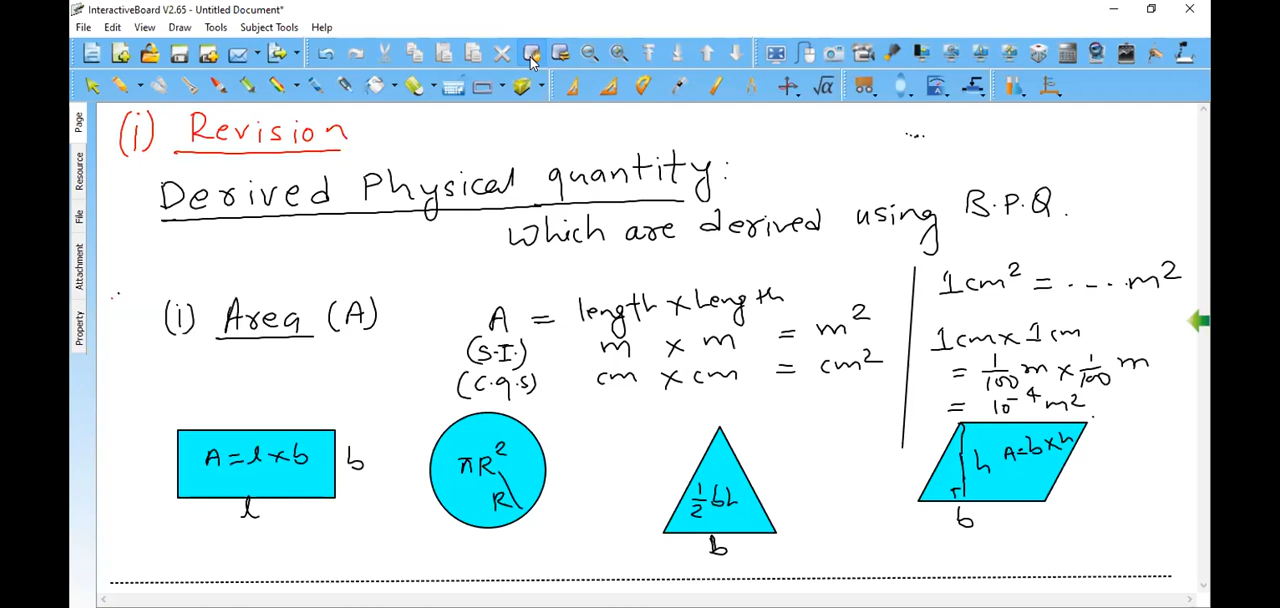 InteractiveBoard V2.65 - Untitled Document*
File Edit View Draw Tools Subject Tools Help
Page
Resource
File
Attachment
Property
(i) Revision
Derived Physical quantity:
which are derived using B.P.Q.
(i) Area (A)
A = length x length
(S.I.) m x m = m²
(C.g.s) cm x cm = cm²
1cm² = ..... m²
1cm x 1cm
= 1/100 m x 1/100 m
= 10⁻⁴ m²
A = l x b
b
l
πR²
R
1/2 bh
b
A = b x h
h
b